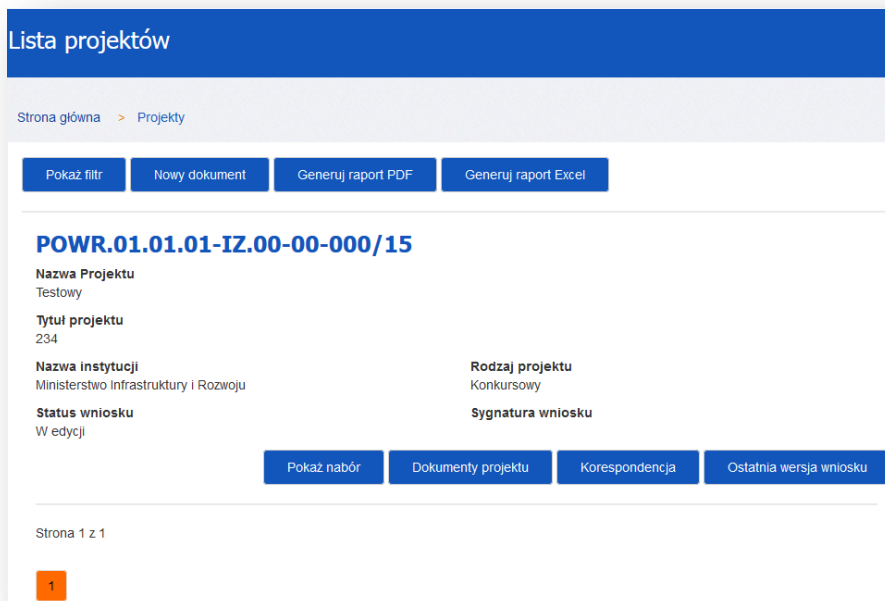 Lista projektów
Strona główna > Projekty
Pokaż filtr Nowy dokument Generuj raport PDF Generuj raport Excel
POWR.01.01.01-IZ.00-00-000/15
Nazwa Projektu
Testowy
Tytuł projektu
234
Nazwa instytucji Rodzaj projektu
Ministerstwo Infrastruktury i Rozwoju Konkursowy
Status wniosku Sygnatura wniosku
W edycji
Pokaż nabór Dokumenty projektu Korespondencja Ostatnia wersja wniosku
Strona 1 z 1
1